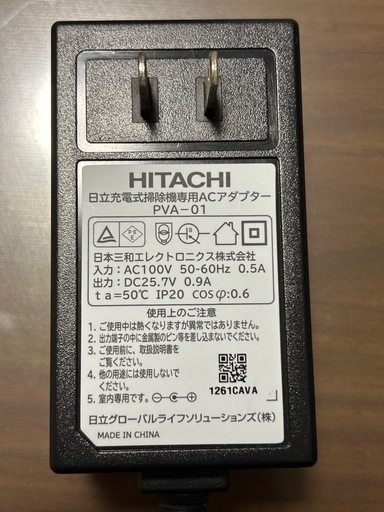 HITACHI
日立充電式掃除機専用ACアダプター
PVA-01
日本三和エレクトロニクス株式会社
入力：AC100V 50-60Hz 0.5A
出力：DC25.7V 0.9A
ta=50℃ IP20 cosφ:0.6
使用上のご注意
1. ご使用中は熱くなりますが異常ではありません。
2. 出力端子の中に金属製のピン等を差し込まないでください。
3. ご使用前に、取扱説明書を
ご覧ください。
4. 他の用途には使用しないで
ください。
5. 室内専用です。
1261CAVA
日立グローバルライフソリューションズ(株)
MADE IN CHINA